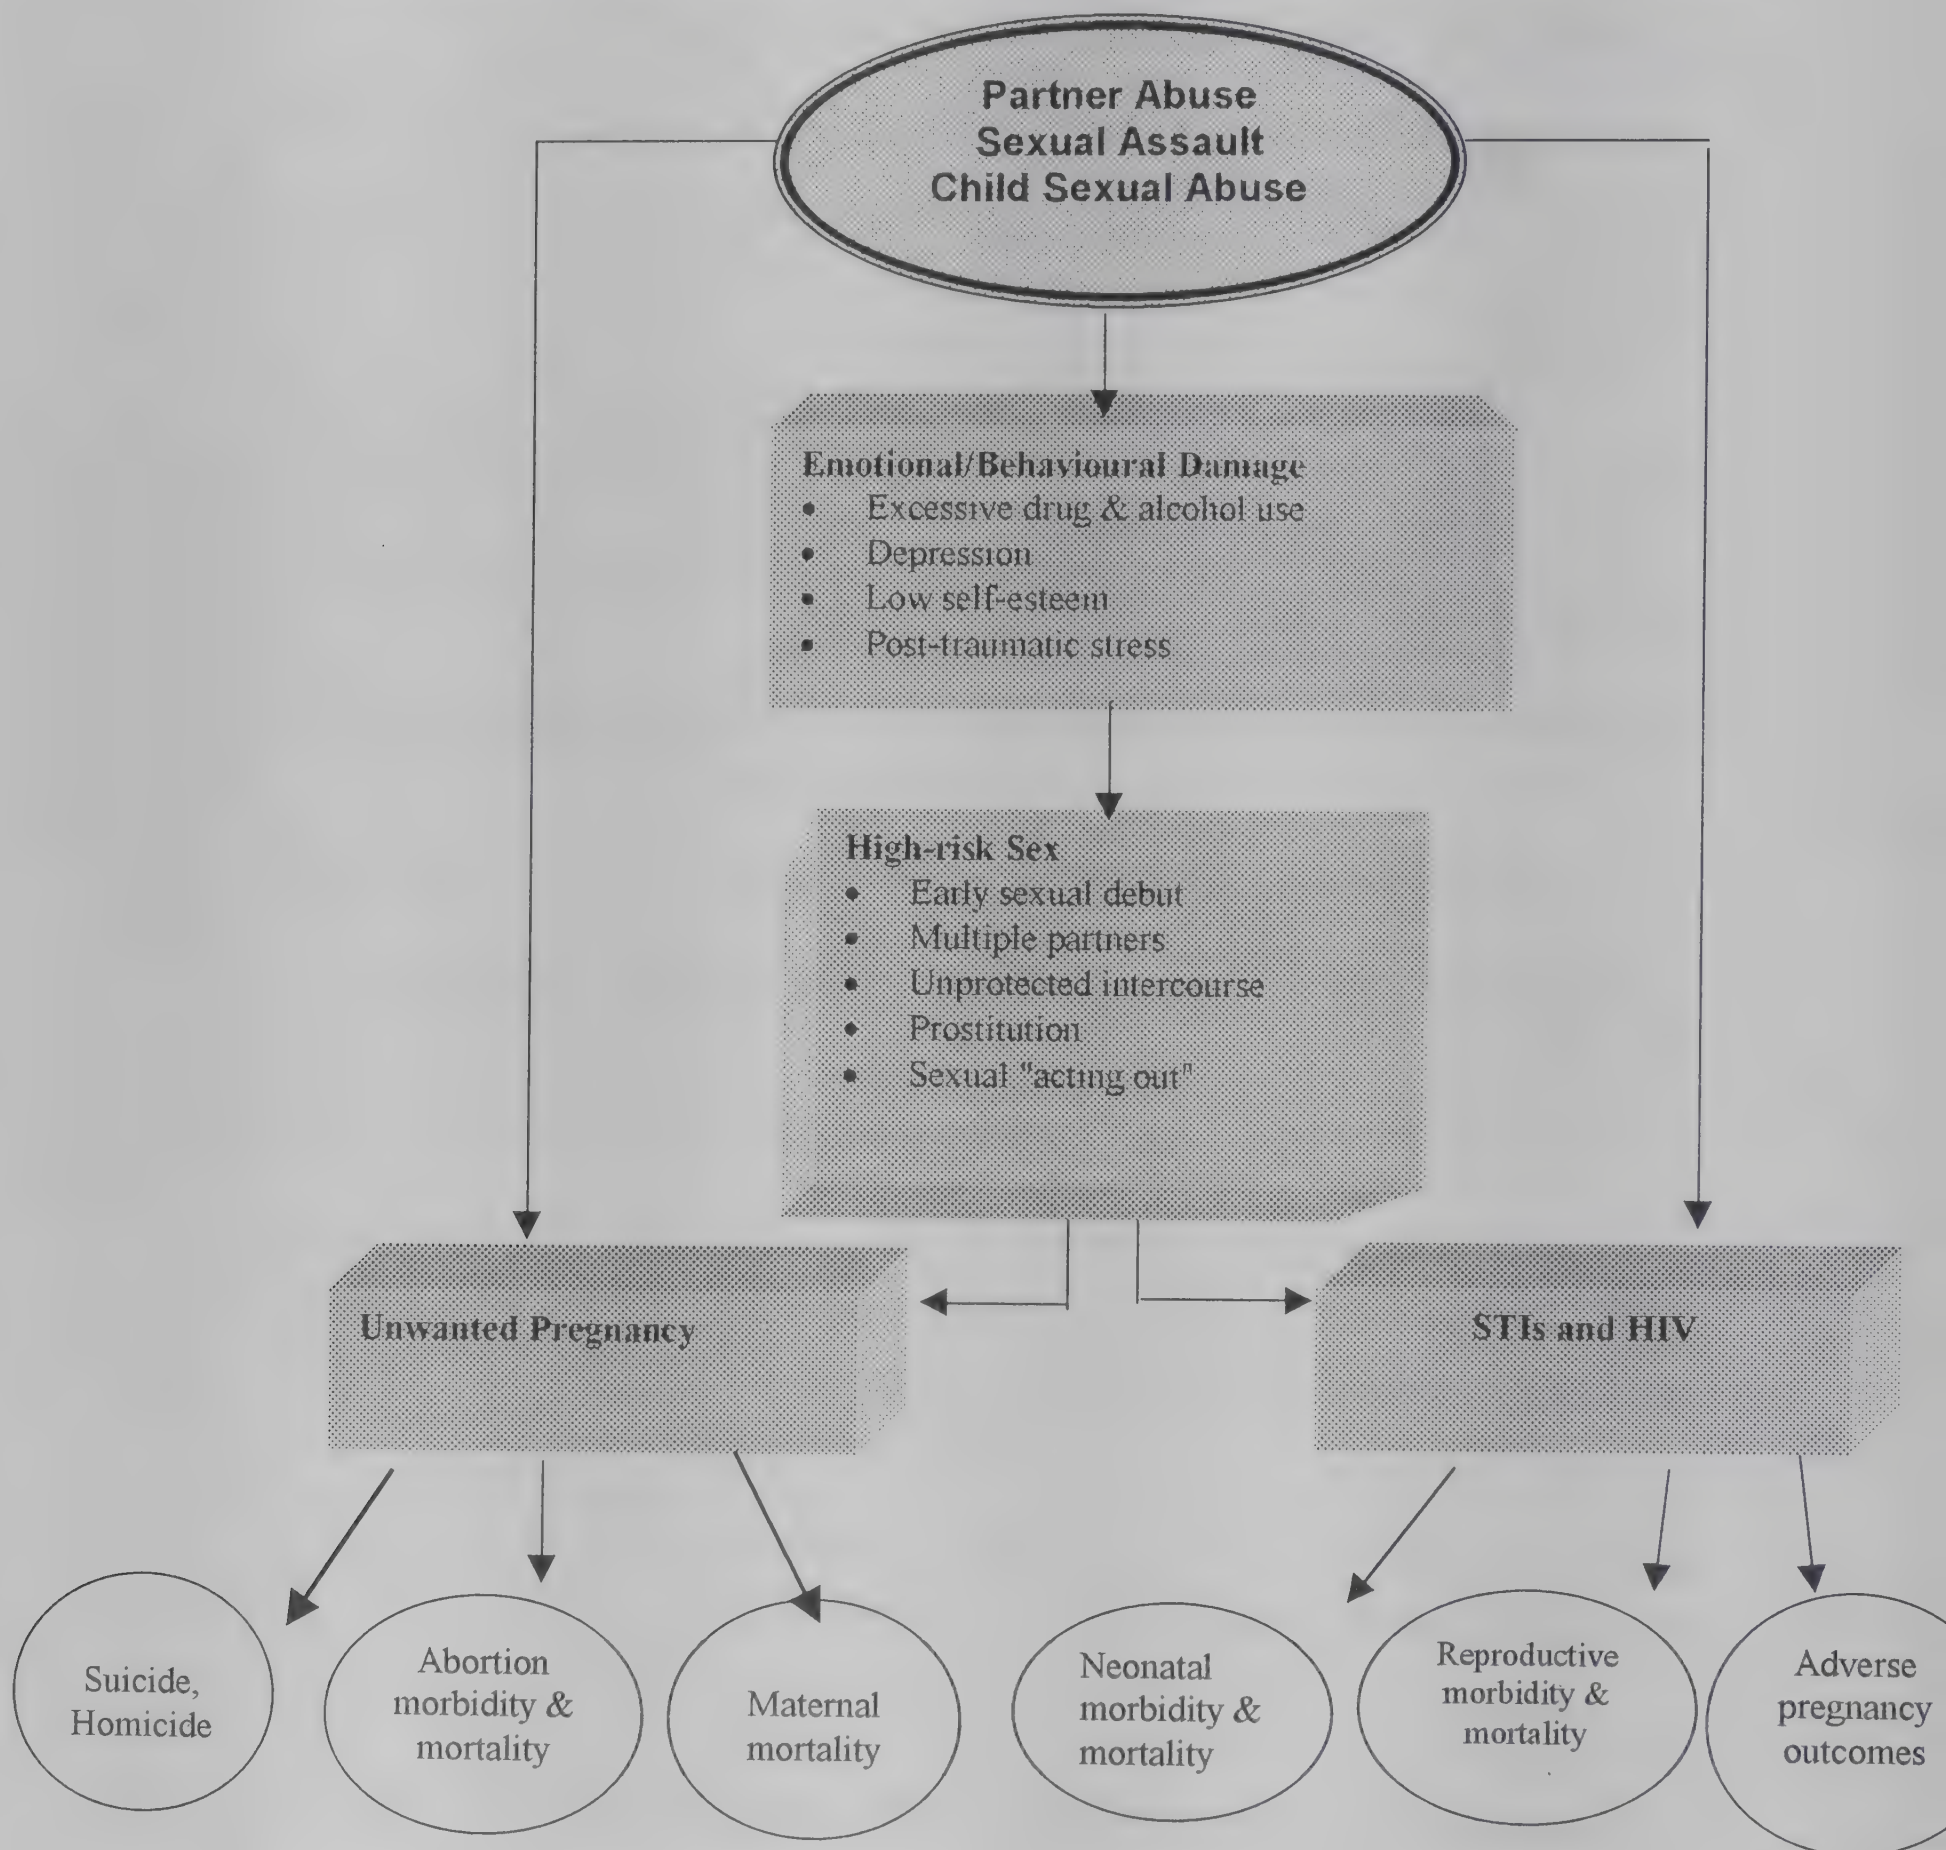 Partner Abuse
Sexual Assault
Child Sexual Abuse
Emotional/Behavioural Damage
• Excessive drug & alcohol use
• Depression
• Low self-esteem
• Post-traumatic stress
High-risk Sex
• Early sexual debut
• Multiple partners
• Unprotected intercourse
• Prostitution
• Sexual "acting out"
Unwanted Pregnancy
STIs and HIV
Suicide,
Homicide
Abortion
morbidity &
mortality
Maternal
mortality
Neonatal
morbidity &
mortality
Reproductive
morbidity &
mortality
Adverse
pregnancy
outcomes